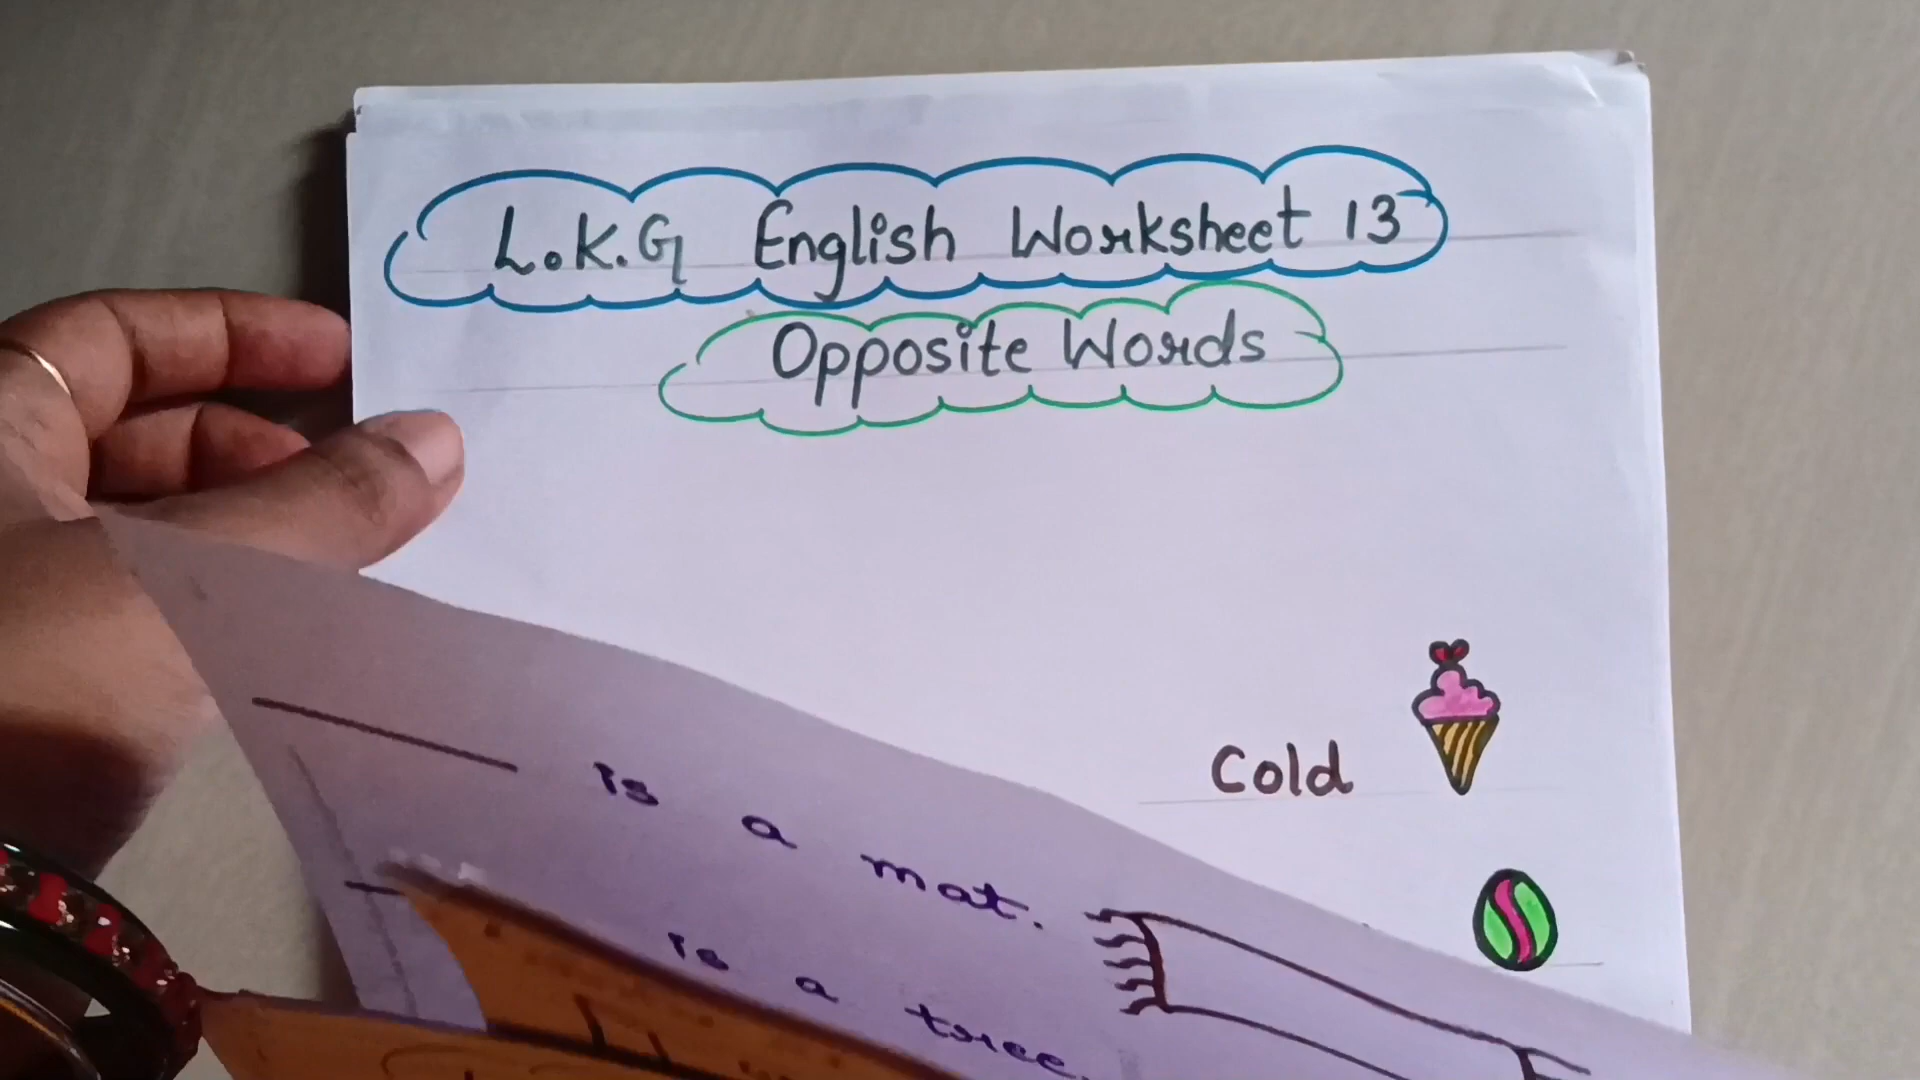 L.K.G English Worksheet 13
Opposite Words
Cold
is a mat.
is a tree.